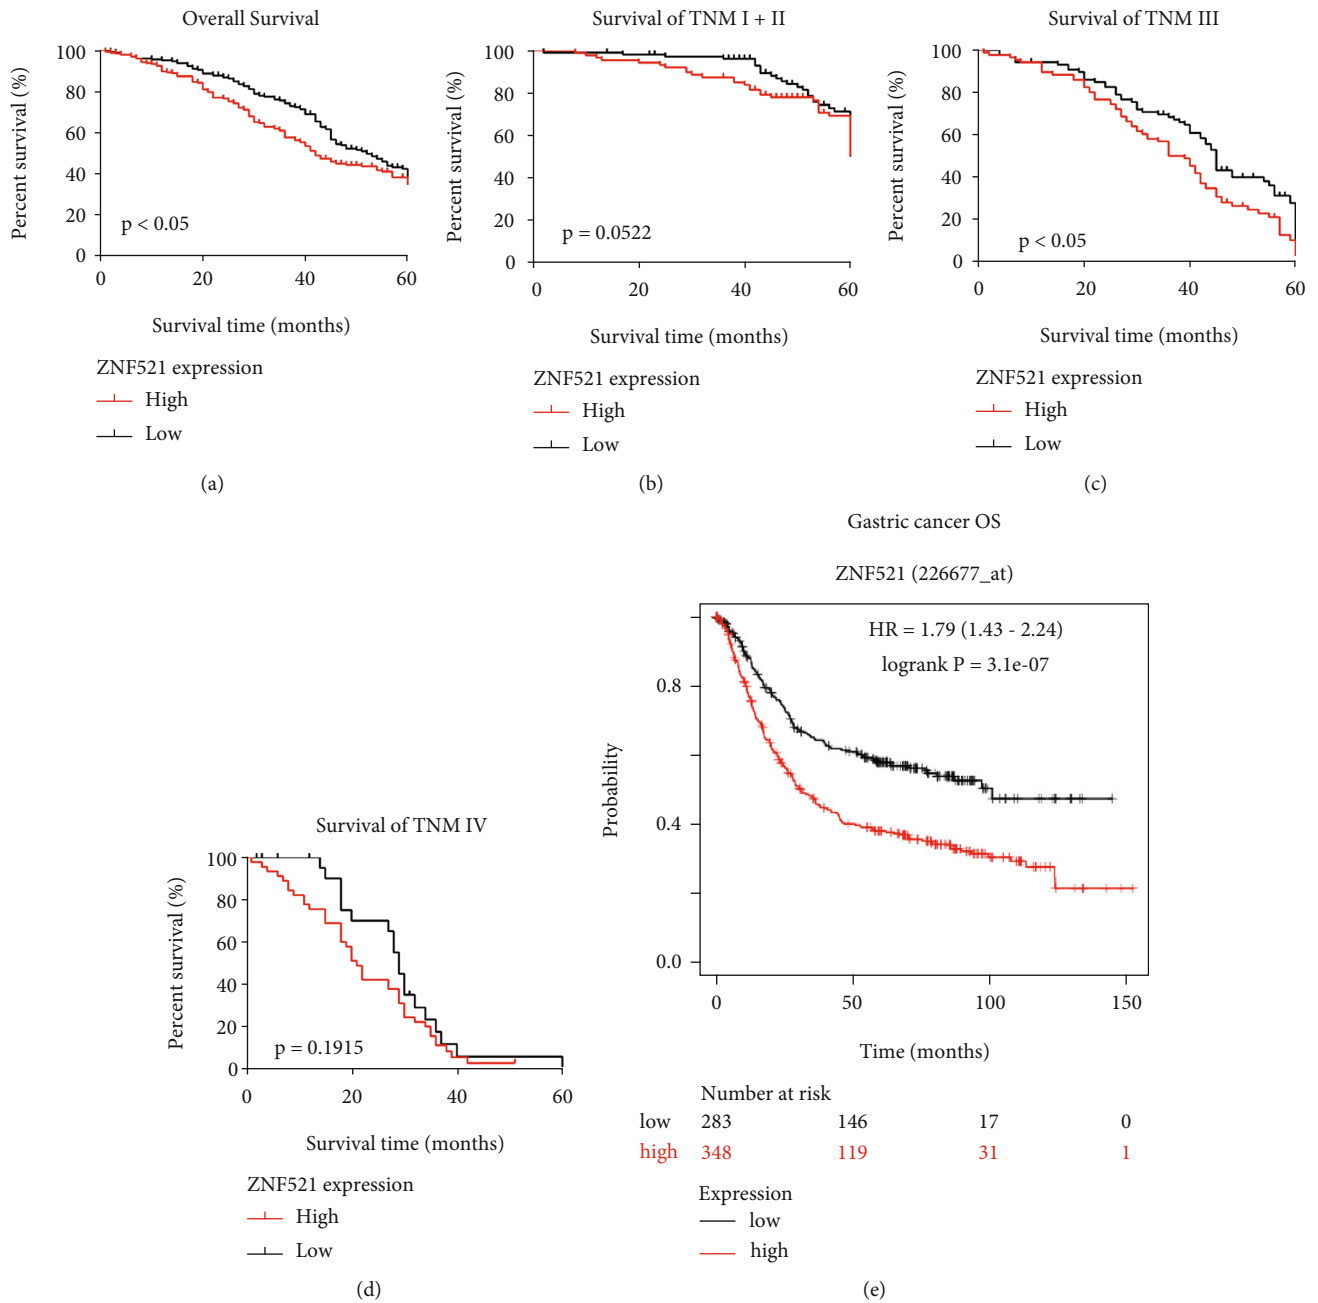 Overall Survival
Percent survival (%)
100
80
60
40
20
0
p < 0.05
0 20 40 60
Survival time (months)
ZNF521 expression
High
Low
(a)
Survival of TNM I + II
Percent survival (%)
100
80
60
40
20
0
p = 0.0522
0 20 40 60
Survival time (months)
ZNF521 expression
High
Low
(b)
Survival of TNM III
Percent survival (%)
100
80
60
40
20
0
p < 0.05
0 20 40 60
Survival time (months)
ZNF521 expression
High
Low
(c)
Survival of TNM IV
Percent survival (%)
100
80
60
40
20
0
p = 0.1915
0 20 40 60
Survival time (months)
ZNF521 expression
High
Low
(d)
Gastric cancer OS
ZNF521 (226677_at)
HR = 1.79 (1.43 - 2.24)
logrank P = 3.1e-07
Probability
0.8
0.4
0.0
0 50 100 150
Time (months)
Number at risk
low 283 146 17 0
high 348 119 31 1
Expression
low
high
(e)